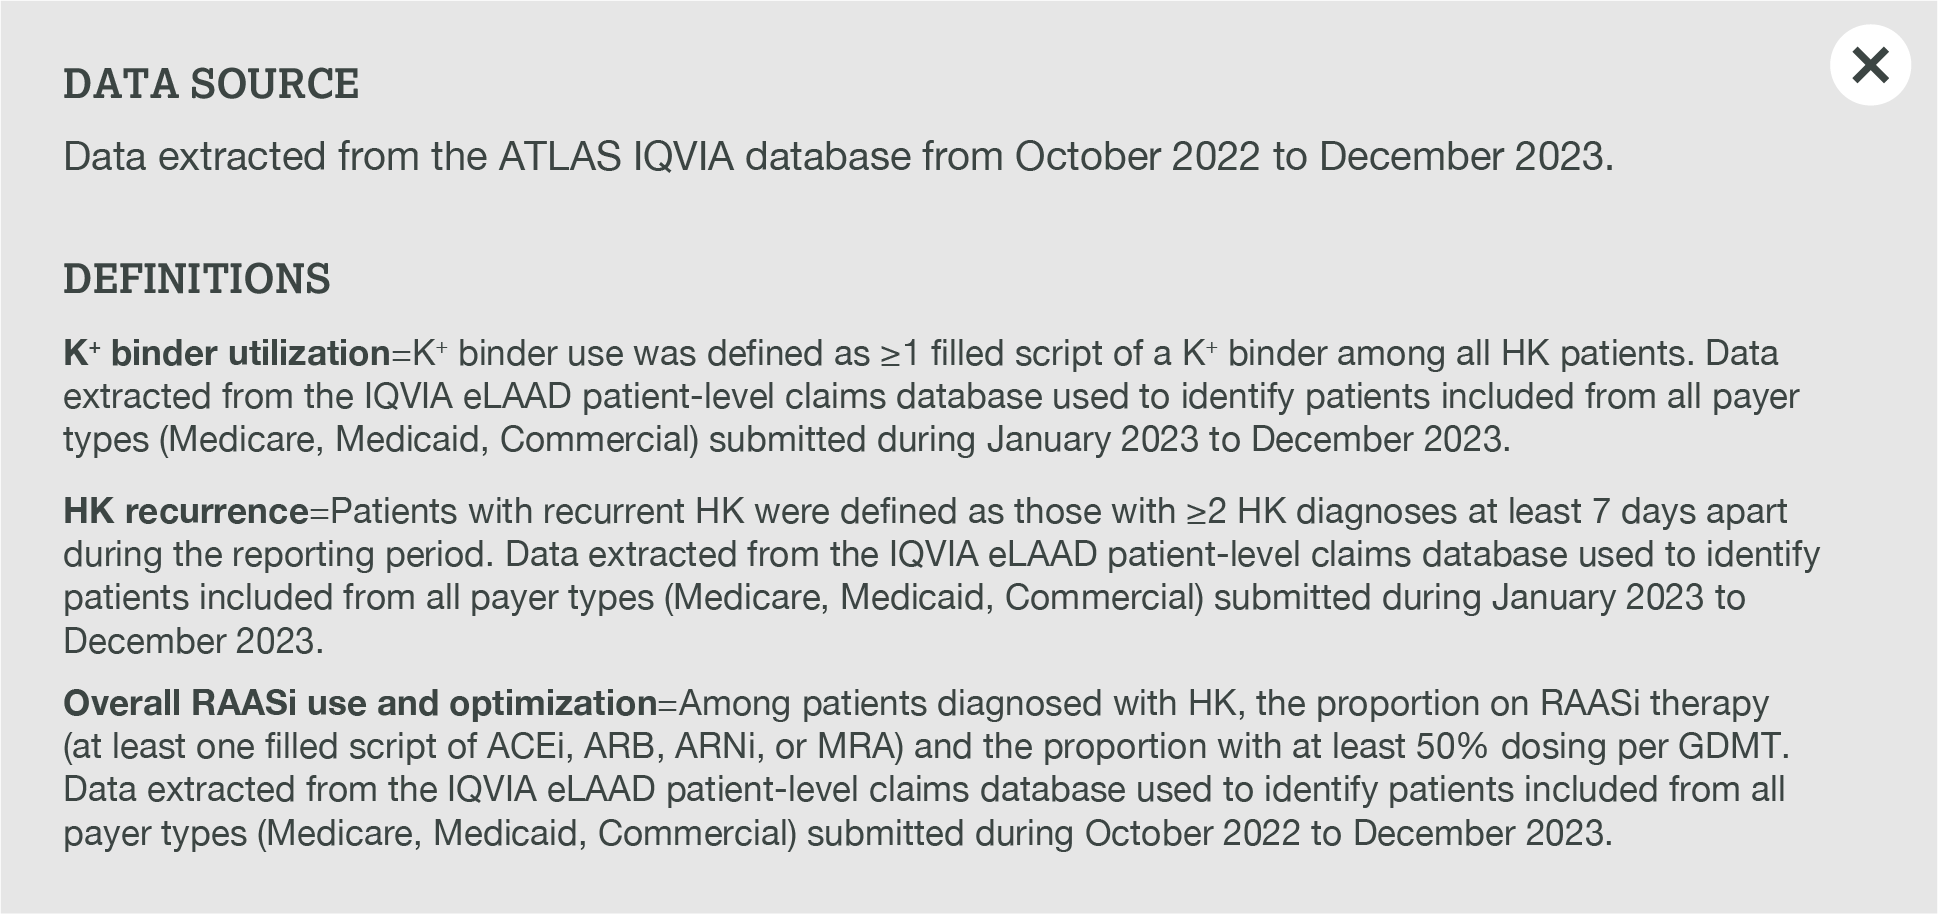 DATA SOURCE
Data extracted from the ATLAS IQVIA database from October 2022 to December 2023.
DEFINITIONS
K⁺ binder utilization=K⁺ binder use was defined as ≥1 filled script of a K⁺ binder among all HK patients. Data
extracted from the IQVIA eLAAD patient-level claims database used to identify patients included from all payer
types (Medicare, Medicaid, Commercial) submitted during January 2023 to December 2023.
HK recurrence=Patients with recurrent HK were defined as those with ≥2 HK diagnoses at least 7 days apart
during the reporting period. Data extracted from the IQVIA eLAAD patient-level claims database used to identify
patients included from all payer types (Medicare, Medicaid, Commercial) submitted during January 2023 to
December 2023.
Overall RAASi use and optimization=Among patients diagnosed with HK, the proportion on RAASi therapy
(at least one filled script of ACEi, ARB, ARNi, or MRA) and the proportion with at least 50% dosing per GDMT.
Data extracted from the IQVIA eLAAD patient-level claims database used to identify patients included from all
payer types (Medicare, Medicaid, Commercial) submitted during October 2022 to December 2023.